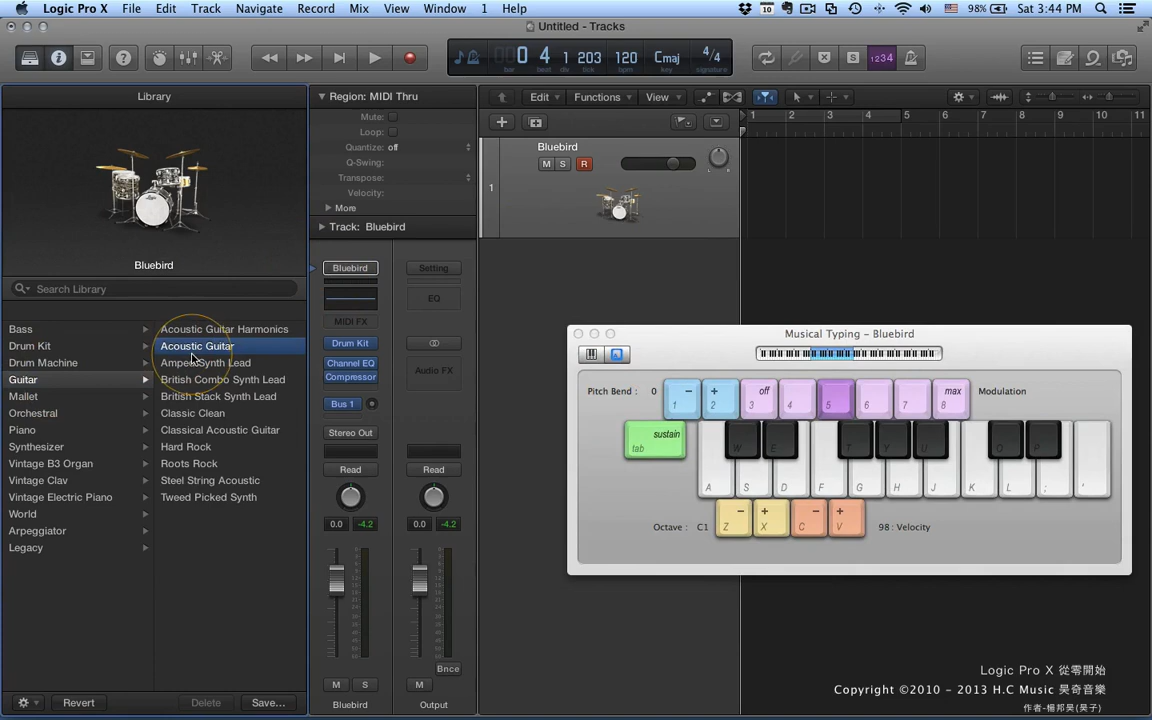 Logic Pro X File Edit Track Navigate Record Mix View Window 1 Help 10 98% Sat 3:44 PM
Untitled - Tracks
0 4 1 203 120 Cmaj 4/4
bar beat div tick bpm key signature
1234
Library
Region: MIDI Thru
Edit Functions View
Mute:
Loop:
Quantize: off
Q-Swing:
Transpose:
Velocity:
More
Track: Bluebird
1 2 3 4 5 6 7 8 9 10 11
Bluebird
M S R
L R
1
Bluebird
Search Library
Bass
Drum Kit
Drum Machine
Guitar
Mallet
Orchestral
Piano
Synthesizer
Vintage B3 Organ
Vintage Clav
Vintage Electric Piano
World
Arpeggiator
Legacy
Acoustic Guitar Harmonics
Acoustic Guitar
Ampeg Synth Lead
British Combo Synth Lead
British Stack Synth Lead
Classic Clean
Classical Acoustic Guitar
Hard Rock
Roots Rock
Steel String Acoustic
Tweed Picked Synth
Revert Delete Save...
Bluebird Setting
EQ
MIDI FX
Drum Kit
Channel EQ Audio FX
Compressor
Bus 1
Stereo Out
Read Read
0.0 -4.2 0.0 -4.2
Bnce
M S M
Bluebird Output
Musical Typing – Bluebird
Pitch Bend : 0 − + off max Modulation
1 2 3 4 5 6 7 8
sustain
tab
W E T Y U O P
A S D F G H J K L ; '
Octave : C1 − + − + 98 : Velocity
Z X C V
Logic Pro X 從零開始
Copyright ©2010 - 2013 H.C Music 昊奇音樂
作者-楊邦昊(昊子)